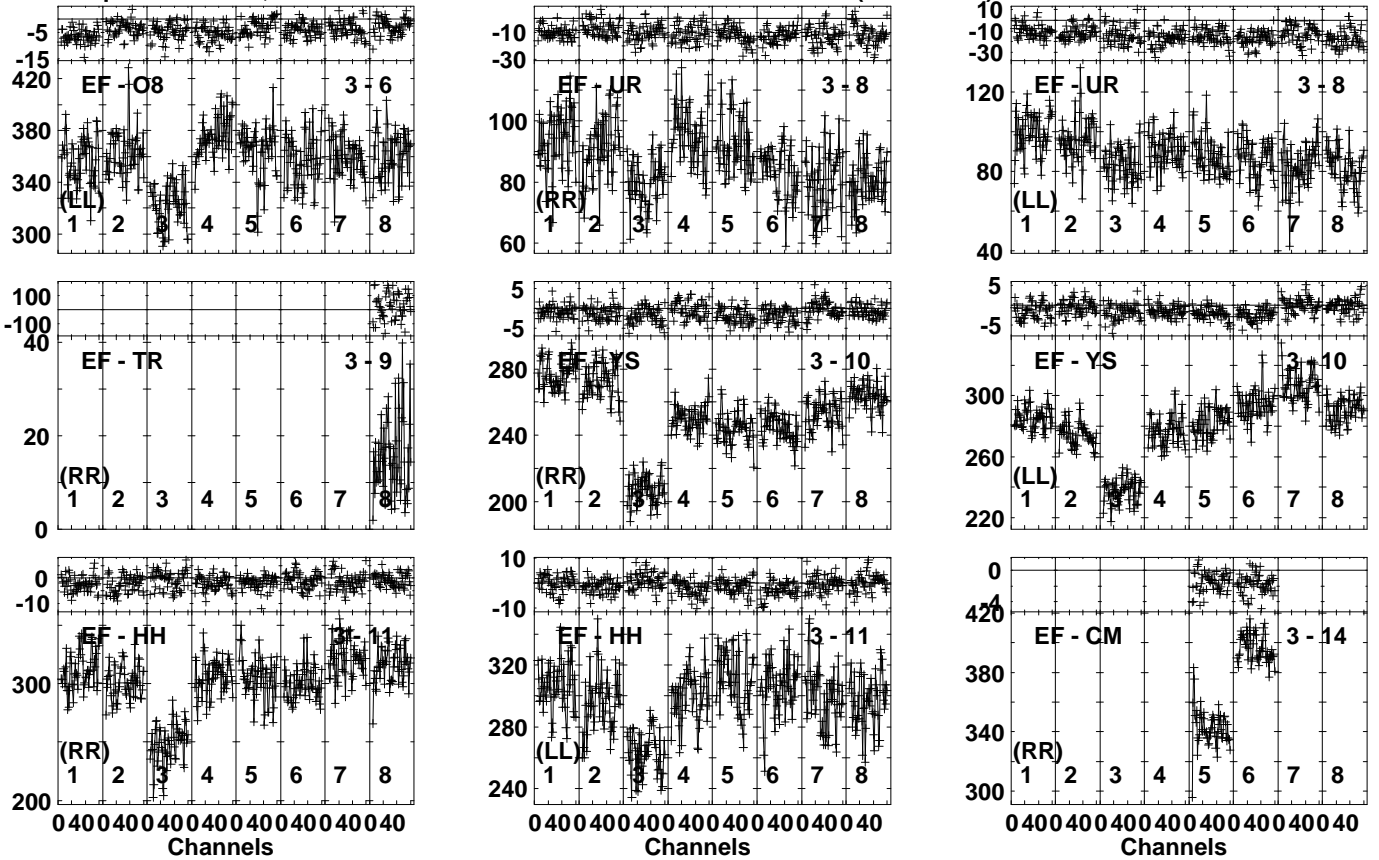 -5
-15
420
380
340
300
EF - O8 3 - 6
(LL)
1 2 3 4 5 6 7 8
-10
-30
100
80
60
EF - UR 3 - 8
(RR)
1 2 3 4 5 6 7 8
10
-10
-30
120
80
40
EF - UR 3 - 8
(LL)
1 2 3 4 5 6 7 8
100
-100
40
20
0
EF - TR 3 - 9
(RR)
1 2 3 4 5 6 7 8
5
-5
280
240
200
EF - YS 3 - 10
(RR)
1 2 3 4 5 6 7 8
5
-5
300
260
220
EF - YS 3 - 10
(LL)
1 2 3 4 5 6 7 8
0
-10
300
200
EF - HH 3 - 11
(RR)
1 2 3 4 5 6 7 8
0 40 0 40 0 40 0 40 0 40 0 40 0 40 0 40
Channels
10
0
-10
320
280
240
EF - HH 3 - 11
(LL)
1 2 3 4 5 6 7 8
0 40 0 40 0 40 0 40 0 40 0 40 0 40 0 40
Channels
0
-4
420
380
340
300
EF - CM 3 - 14
(RR)
1 2 3 4 5 6 7 8
0 40 0 40 0 40 0 40 0 40 0 40 0 40 0 40
Channels